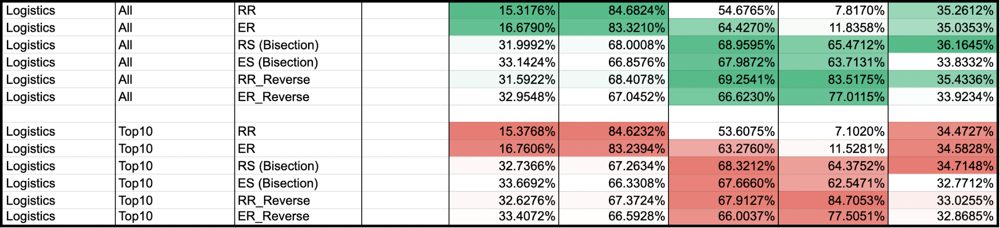 Logistics All RR 15.3176% 84.6824% 54.6765% 7.8170% 35.2612%
Logistics All ER 16.6790% 83.3210% 64.4270% 11.8358% 35.0353%
Logistics All RS (Bisection) 31.9992% 68.0008% 68.9595% 65.4712% 36.1645%
Logistics All ES (Bisection) 33.1424% 66.8576% 67.9872% 63.7131% 33.8332%
Logistics All RR_Reverse 31.5922% 68.4078% 69.2541% 83.5175% 35.4336%
Logistics All ER_Reverse 32.9548% 67.0452% 66.6230% 77.0115% 33.9234%
Logistics Top10 RR 15.3768% 84.6232% 53.6075% 7.1020% 34.4727%
Logistics Top10 ER 16.7606% 83.2394% 63.2760% 11.5281% 34.5828%
Logistics Top10 RS (Bisection) 32.7366% 67.2634% 68.3212% 64.3752% 34.7148%
Logistics Top10 ES (Bisection) 33.6692% 66.3308% 67.6660% 62.5471% 32.7712%
Logistics Top10 RR_Reverse 32.6276% 67.3724% 67.9127% 84.7053% 33.0255%
Logistics Top10 ER_Reverse 33.4072% 66.5928% 66.0037% 77.5051% 32.8685%